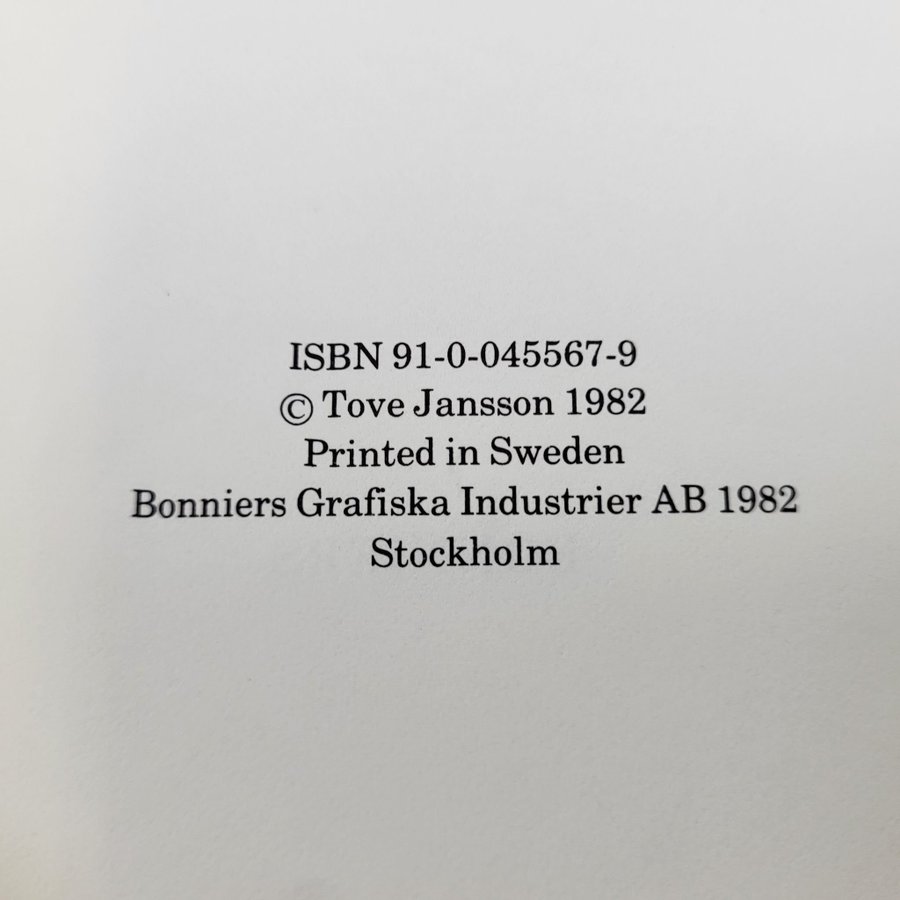 ISBN 91-0-045567-9
© Tove Jansson 1982
Printed in Sweden
Bonniers Grafiska Industrier AB 1982
Stockholm